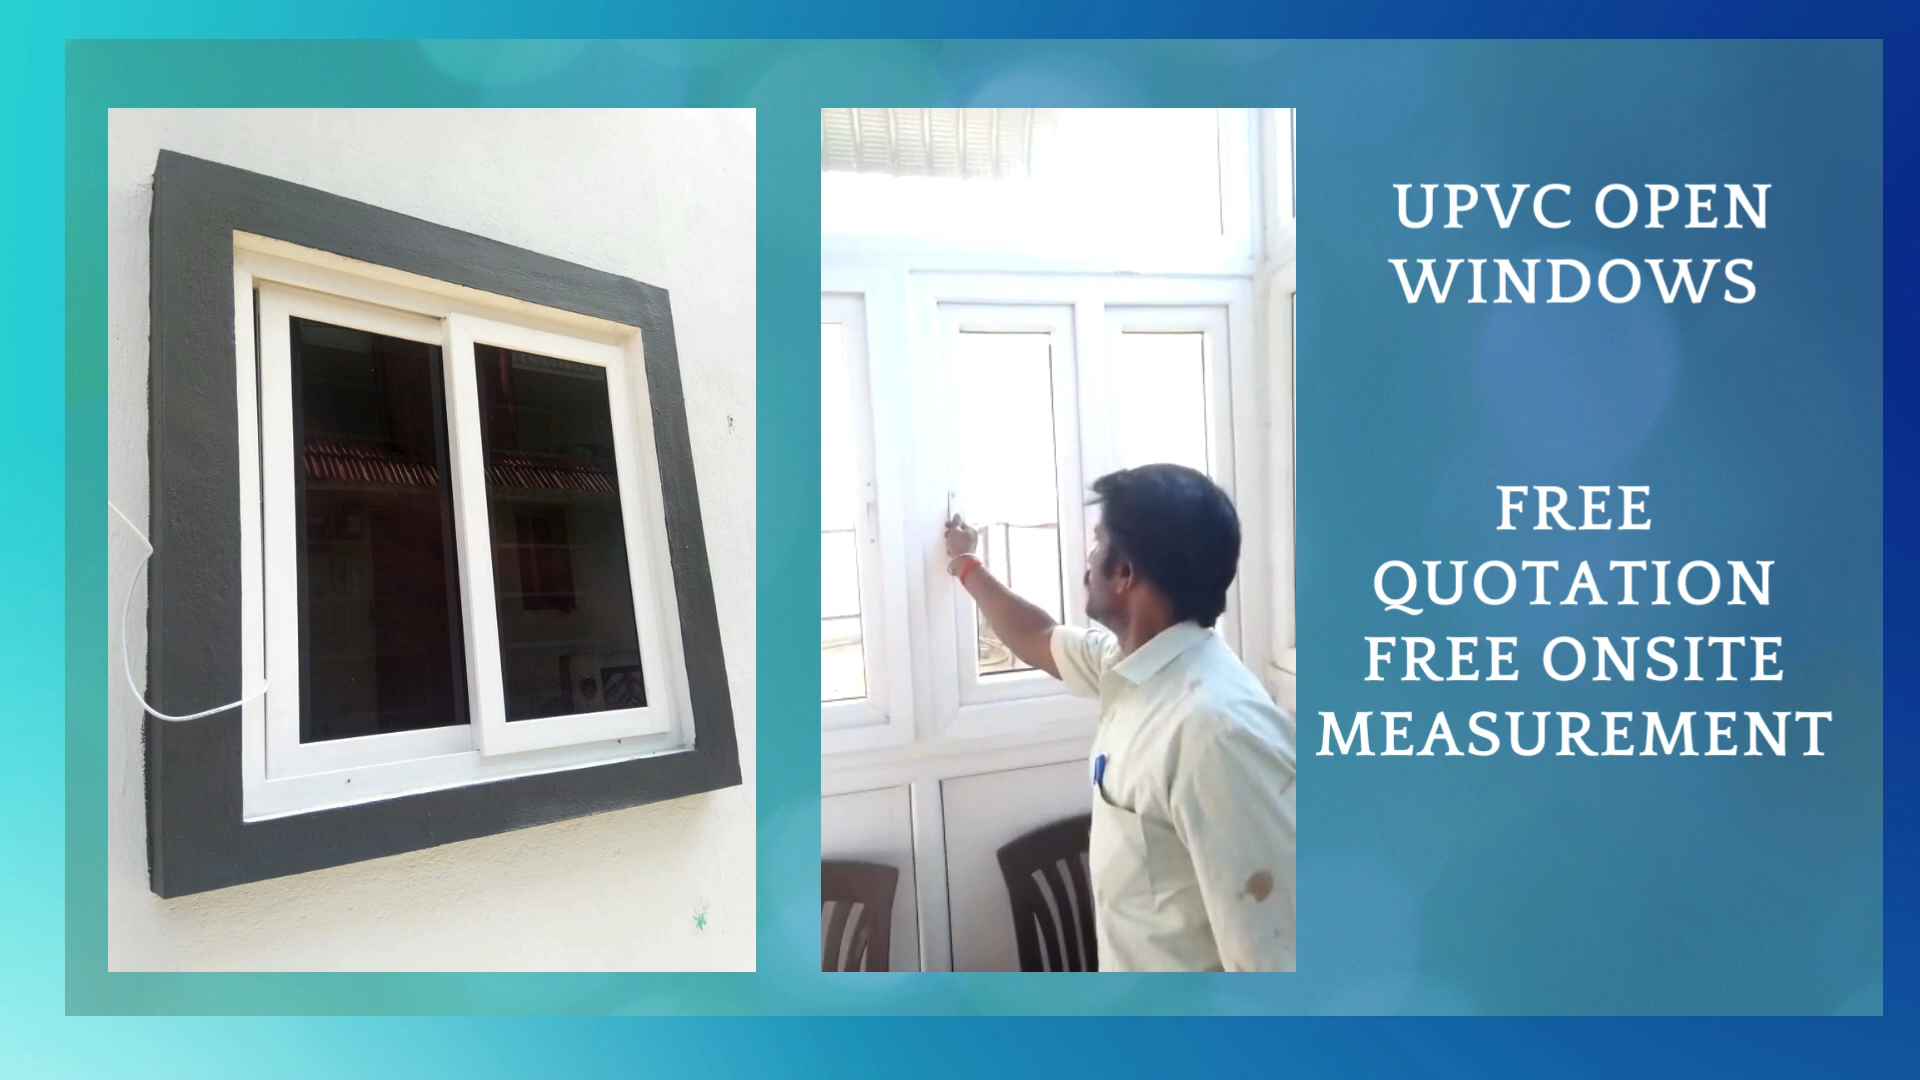 UPVC OPEN
WINDOWS
FREE
QUOTATION
FREE ONSITE
MEASUREMENT